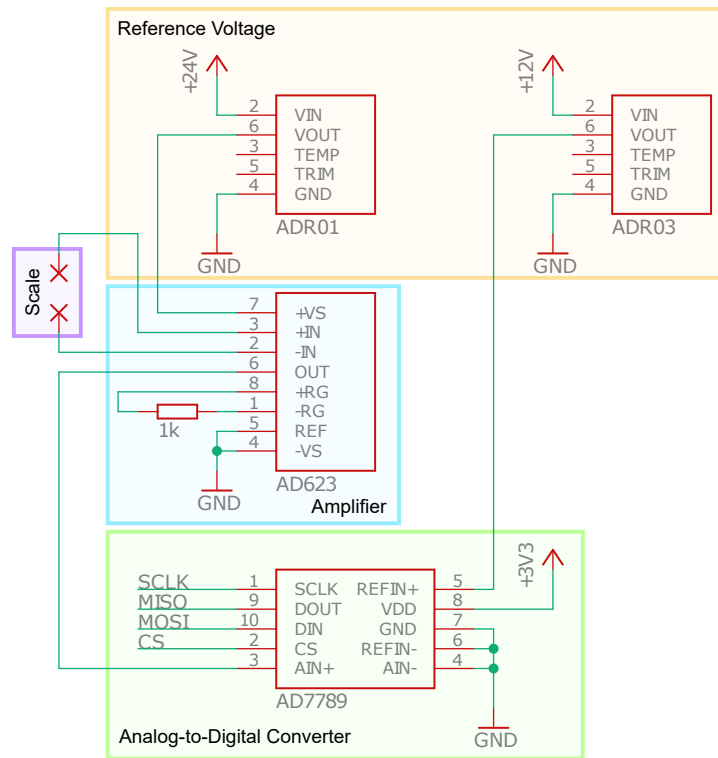 Reference Voltage
+24V
+12V
2 VIN
6 VOUT
3 TEMP
5 TRIM
4 GND
ADR01
GND
2 VIN
6 VOUT
3 TEMP
5 TRIM
4 GND
ADR03
GND
Scale
7 +VS
3 +IN
2 -IN
6 OUT
8 +RG
1 -RG
5 REF
4 -VS
1k
GND
AD623
Amplifier
+3V3
SCLK 1 SCLK REFIN+ 5
MISO 9 DOUT VDD 8
MOSI 10 DIN GND 7
CS 2 CS REFIN- 6
3 AIN+ AIN- 4
AD7789
GND
Analog-to-Digital Converter